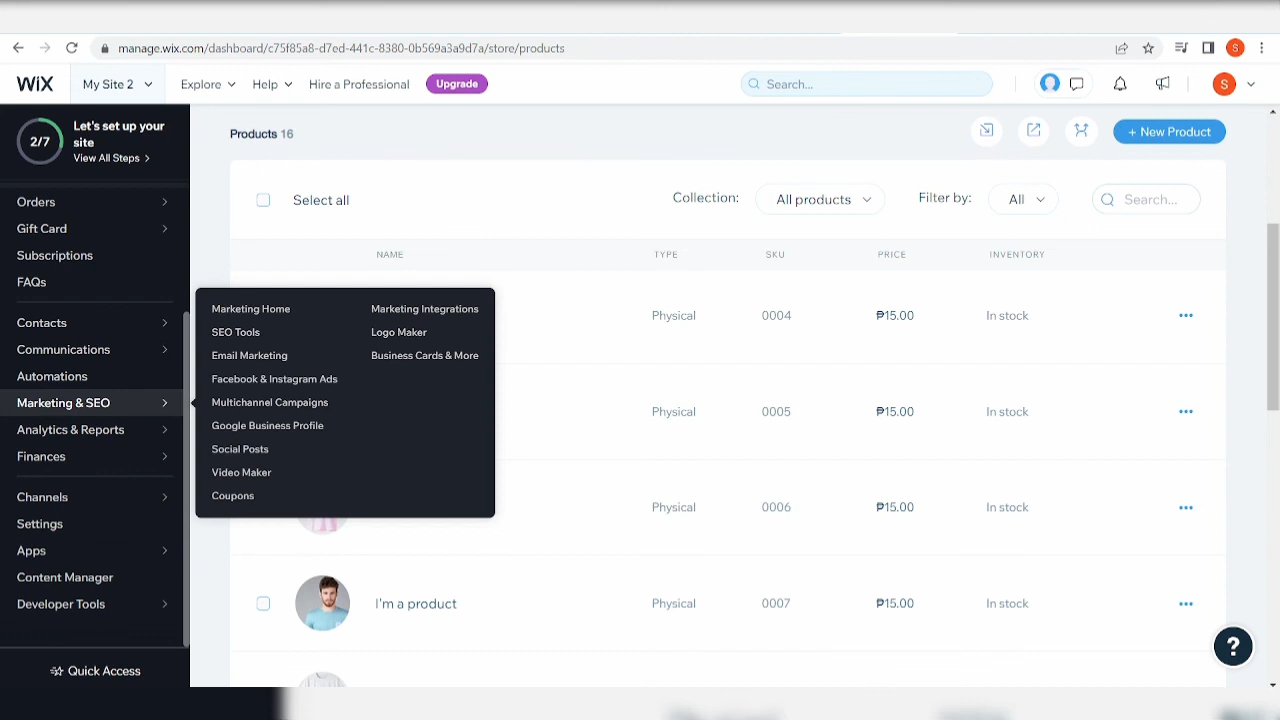 manage.wix.com/dashboard/c75f85a8-d7ed-441c-8380-0b569a3a9d7a/store/products
S
WiX
My Site 2
Explore
Help
Hire a Professional
Upgrade
Search...
S
2/7
Let's set up your
site
View All Steps
Orders
Gift Card
Subscriptions
FAQs
Contacts
Communications
Automations
Marketing & SEO
Analytics & Reports
Finances
Channels
Settings
Apps
Content Manager
Developer Tools
Quick Access
Marketing Home
SEO Tools
Email Marketing
Facebook & Instagram Ads
Multichannel Campaigns
Google Business Profile
Social Posts
Video Maker
Coupons
Marketing Integrations
Logo Maker
Business Cards & More
Products 16
+ New Product
Select all
Collection:
All products
Filter by:
All
Search...
NAME TYPE SKU PRICE INVENTORY
Physical 0004 ₱15.00 In stock
Physical 0005 ₱15.00 In stock
Physical 0006 ₱15.00 In stock
I'm a product Physical 0007 ₱15.00 In stock
?